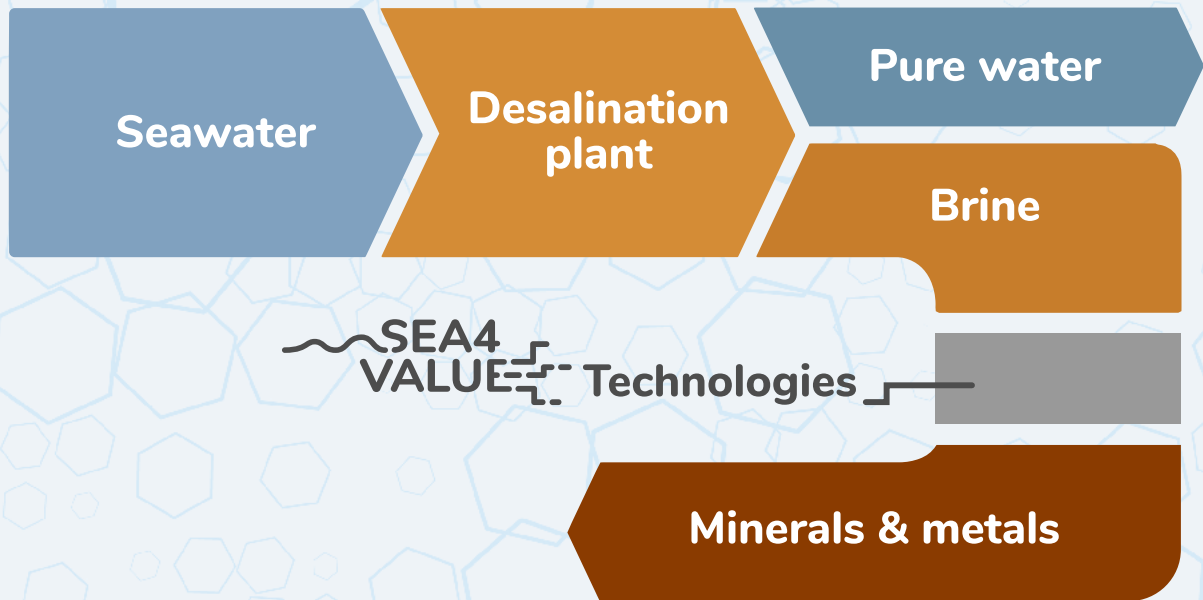 Seawater
Desalination
plant
Pure water
Brine
SEA4
VALUE
Technologies
Minerals & metals